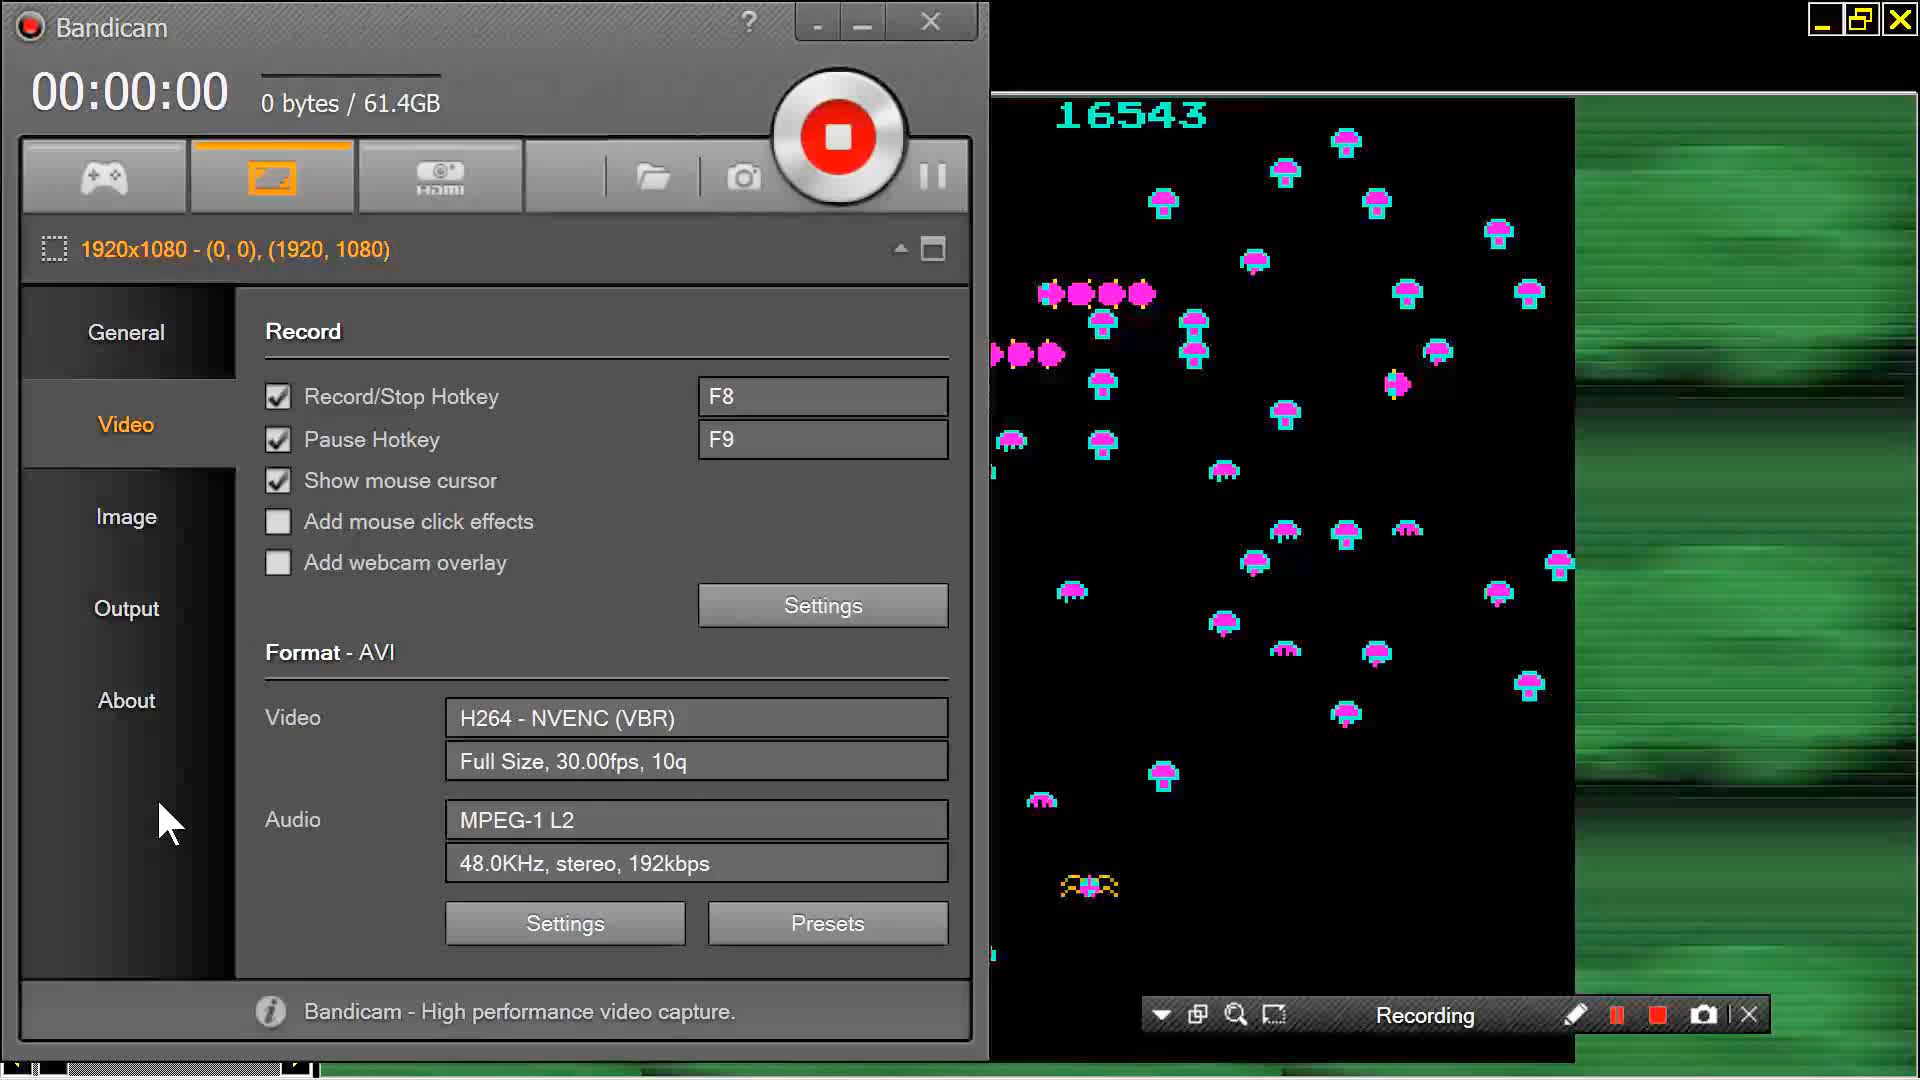 Bandicam
?
00:00:00
0 bytes / 61.4GB
HDMI
1920x1080 - (0, 0), (1920, 1080)
General
Video
Image
Output
About
Record
Record/Stop Hotkey
F8
Pause Hotkey
F9
Show mouse cursor
Add mouse click effects
Add webcam overlay
Settings
Format - AVI
Video
H264 - NVENC (VBR)
Full Size, 30.00fps, 10q
Audio
MPEG-1 L2
48.0KHz, stereo, 192kbps
Settings
Presets
Bandicam - High performance video capture.
16543
Recording